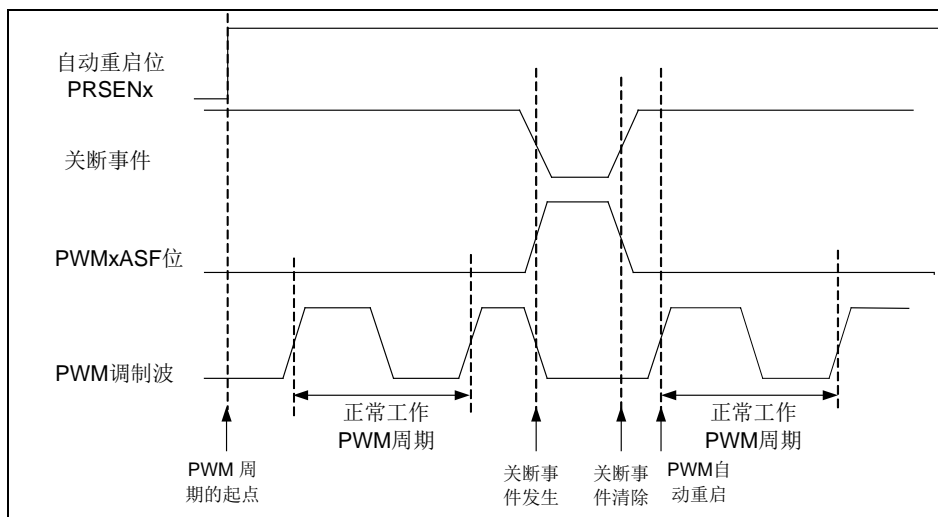 自动重启位
PRSENx
关断事件
PWMxASF位
PWM调制波
正常工作
PWM周期
正常工作
PWM周期
PWM 周
期的起点
关断事
件发生
关断事
件清除
PWM自
动重启